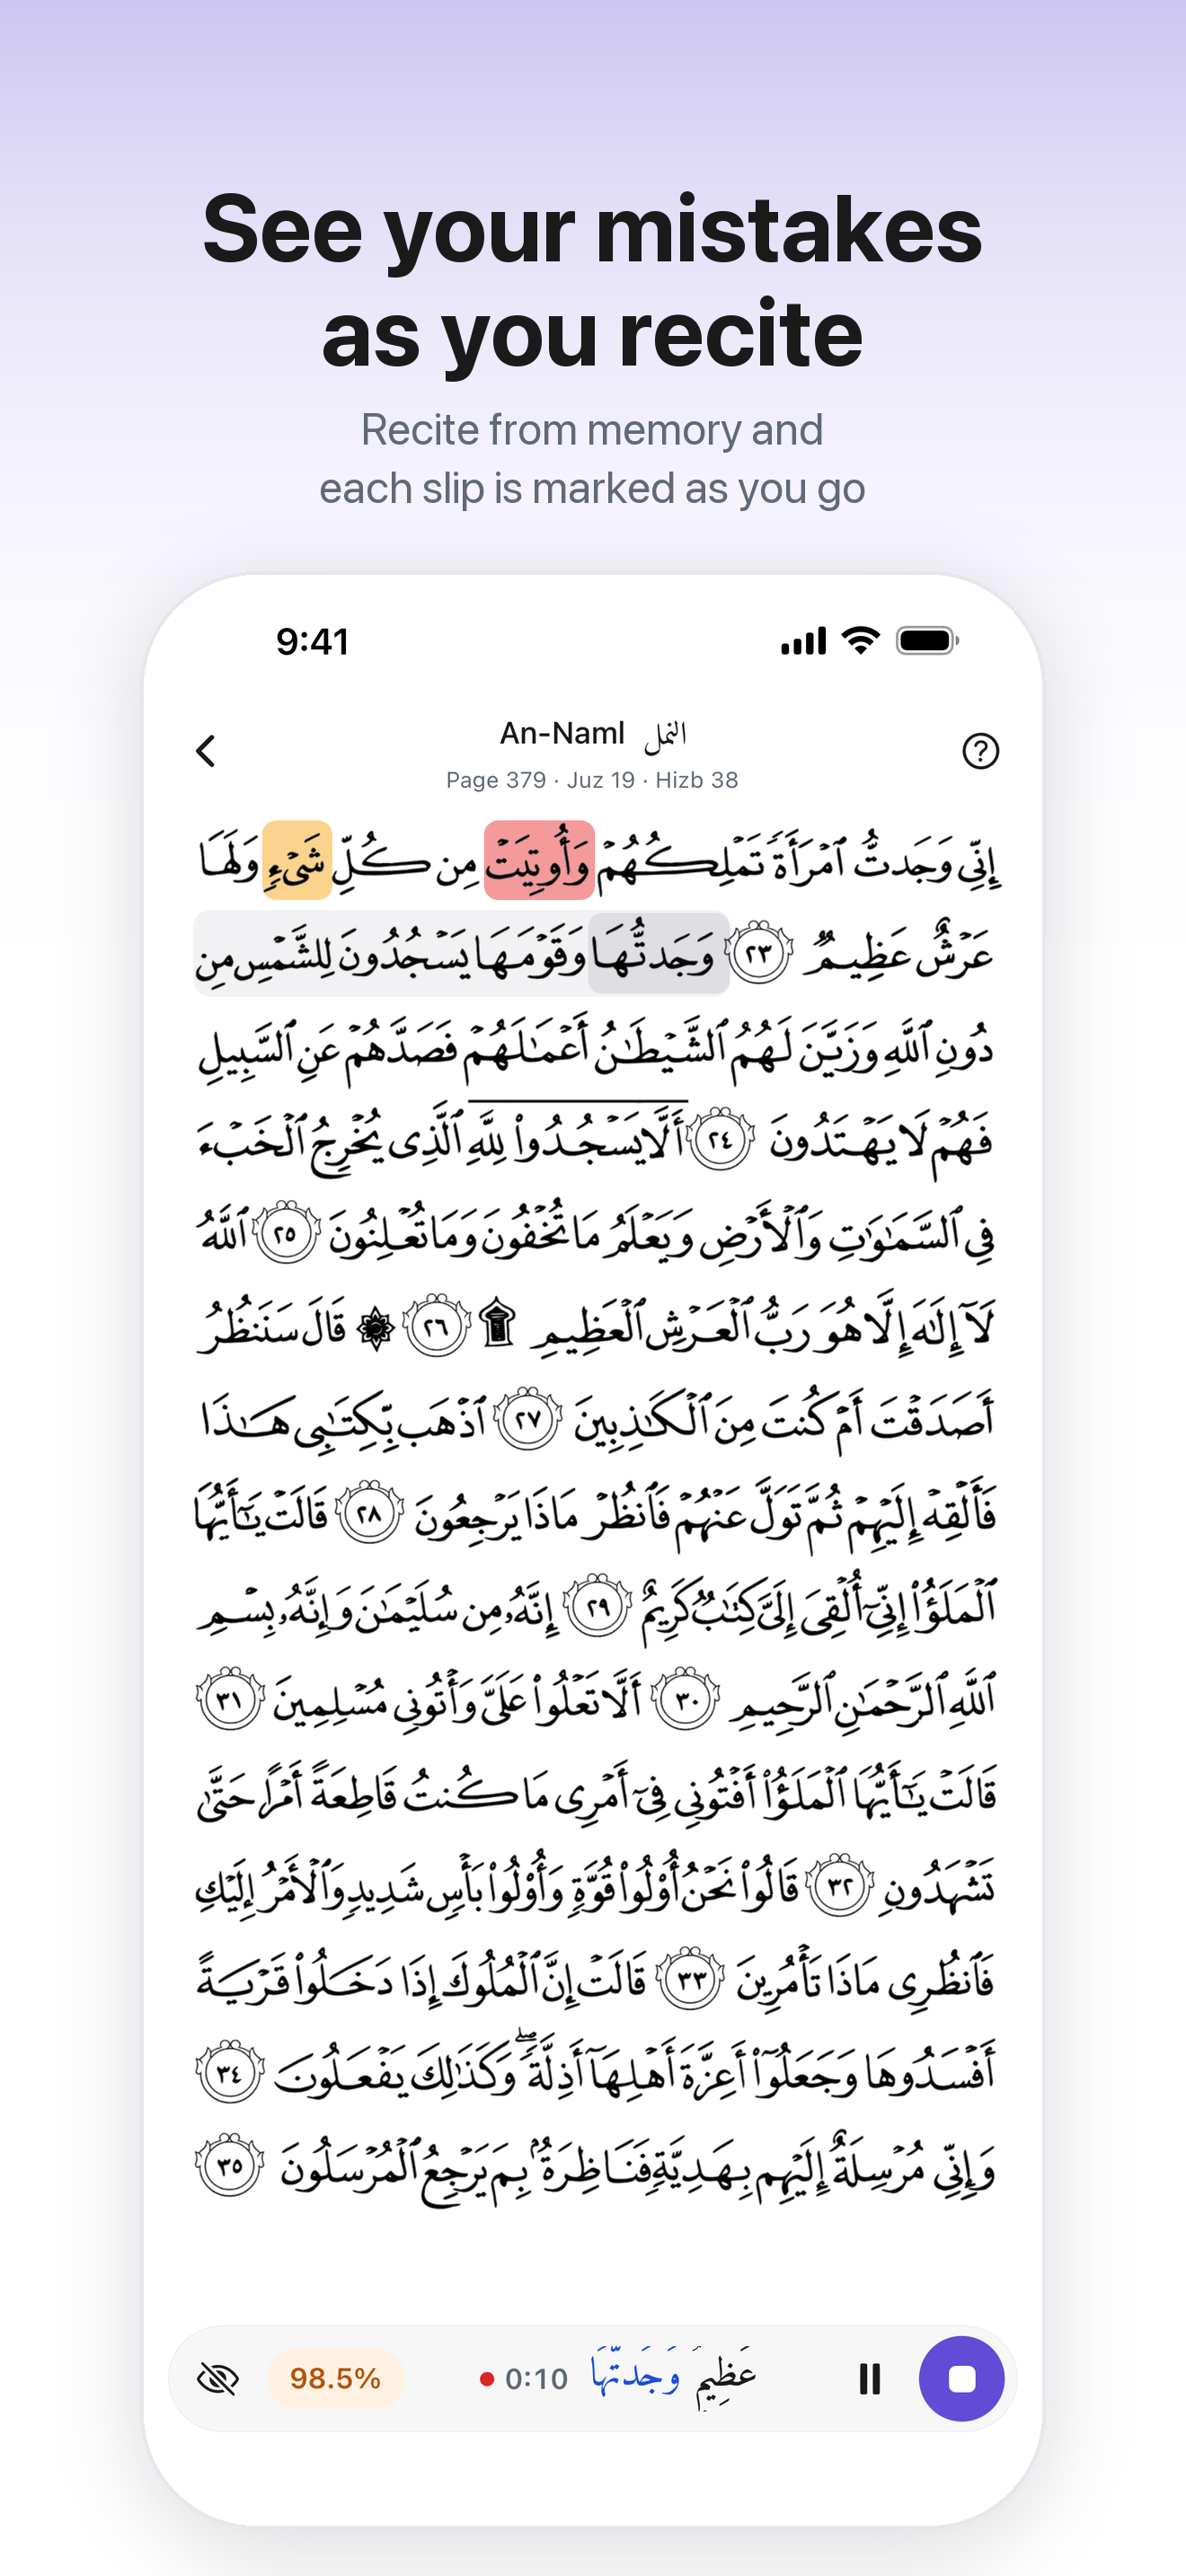 See your mistakes
as you recite
Recite from memory and
each slip is marked as you go
9:41
An-Naml النمل
Page 379 · Juz 19 · Hizb 38
إِنِّى وَجَدتُّ ٱمۡرَأَةٗ تَمۡلِكُهُمۡ وَأُوتِيَتۡ مِن كُلِّ شَىۡءٖ وَلَهَا
عَرۡشٌ عَظِيمٞ ٢٣ وَجَدتُّهَا وَقَوۡمَهَا يَسۡجُدُونَ لِلشَّمۡسِ مِن
دُونِ ٱللَّهِ وَزَيَّنَ لَهُمُ ٱلشَّيۡطَٰنُ أَعۡمَٰلَهُمۡ فَصَدَّهُمۡ عَنِ ٱلسَّبِيلِ
فَهُمۡ لَا يَهۡتَدُونَ ٢٤ أَلَّا يَسۡجُدُواْ لِلَّهِ ٱلَّذِى يُخۡرِجُ ٱلۡخَبۡءَ
فِى ٱلسَّمَٰوَٰتِ وَٱلۡأَرۡضِ وَيَعۡلَمُ مَا تُخۡفُونَ وَمَا تُعۡلِنُونَ ٢٥ ٱللَّهُ
لَآ إِلَٰهَ إِلَّا هُوَ رَبُّ ٱلۡعَرۡشِ ٱلۡعَظِيمِ ۩ ٢٦ ۞ قَالَ سَنَنظُرُ
أَصَدَقۡتَ أَمۡ كُنتَ مِنَ ٱلۡكَٰذِبِينَ ٢٧ ٱذۡهَب بِّكِتَٰبِى هَٰذَا
فَأَلۡقِهۡ إِلَيۡهِمۡ ثُمَّ تَوَلَّ عَنۡهُمۡ فَٱنظُرۡ مَاذَا يَرۡجِعُونَ ٢٨ قَالَتۡ يَٰٓأَيُّهَا
ٱلۡمَلَؤُاْ إِنِّىٓ أُلۡقِىَ إِلَىَّ كِتَٰبٞ كَرِيمٌ ٢٩ إِنَّهُۥ مِن سُلَيۡمَٰنَ وَإِنَّهُۥ بِسۡمِ
ٱللَّهِ ٱلرَّحۡمَٰنِ ٱلرَّحِيمِ ٣٠ أَلَّا تَعۡلُواْ عَلَىَّ وَأۡتُونِى مُسۡلِمِينَ ٣١
قَالَتۡ يَٰٓأَيُّهَا ٱلۡمَلَؤُاْ أَفۡتُونِى فِىٓ أَمۡرِى مَا كُنتُ قَاطِعَةً أَمۡرًا حَتَّىٰ
تَشۡهَدُونِ ٣٢ قَالُواْ نَحۡنُ أُوْلُواْ قُوَّةٖ وَأُوْلُواْ بَأۡسٖ شَدِيدٖ وَٱلۡأَمۡرُ إِلَيۡكِ
فَٱنظُرِى مَاذَا تَأۡمُرِينَ ٣٣ قَالَتۡ إِنَّ ٱلۡمُلُوكَ إِذَا دَخَلُواْ قَرۡيَةً
أَفۡسَدُوهَا وَجَعَلُوٓاْ أَعِزَّةَ أَهۡلِهَآ أَذِلَّةٗۖ وَكَذَٰلِكَ يَفۡعَلُونَ ٣٤
وَإِنِّى مُرۡسِلَةٌ إِلَيۡهِم بِهَدِيَّةٖ فَنَاظِرَةُۢ بِمَ يَرۡجِعُ ٱلۡمُرۡسَلُونَ ٣٥
98.5% 0:10 عَظِيمٌ وَجَدتُّهَا